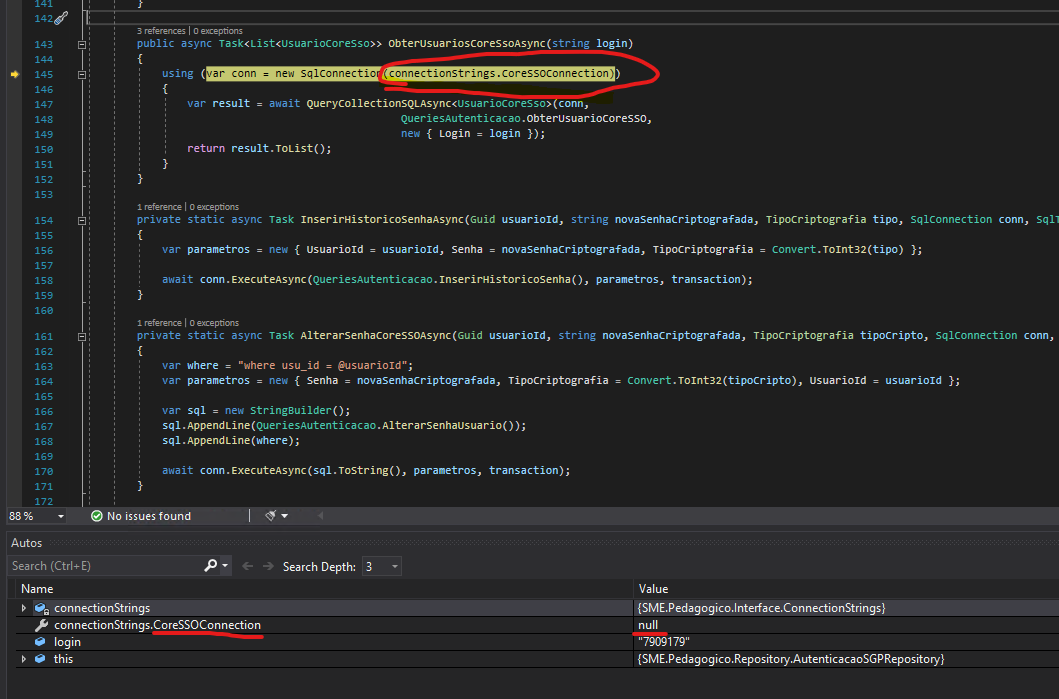 141 }
142
3 references | 0 exceptions
143 public async Task<List<UsuarioCoreSso>> ObterUsuariosCoreSsoAsync(string login)
144 {
145 using (var conn = new SqlConnection(connectionStrings.CoreSSOConnection))
146 {
147 var result = await QueryCollectionSQLAsync<UsuarioCoreSso>(conn,
148 QueriesAutenticacao.ObterUsuarioCoreSSO,
149 new { Login = login });
150 return result.ToList();
151 }
152 }
153
1 reference | 0 exceptions
154 private static async Task InserirHistoricoSenhaAsync(Guid usuarioId, string novaSenhaCriptografada, TipoCriptografia tipo, SqlConnection conn, SqlT
155 {
156 var parametros = new { UsuarioId = usuarioId, Senha = novaSenhaCriptografada, TipoCriptografia = Convert.ToInt32(tipo) };
157
158 await conn.ExecuteAsync(QueriesAutenticacao.InserirHistoricoSenha(), parametros, transaction);
159 }
160
1 reference | 0 exceptions
161 private static async Task AlterarSenhaCoreSSOAsync(Guid usuarioId, string novaSenhaCriptografada, TipoCriptografia tipoCripto, SqlConnection conn,
162 {
163 var where = "where usu_id = @usuarioId";
164 var parametros = new { Senha = novaSenhaCriptografada, TipoCriptografia = Convert.ToInt32(tipoCripto), UsuarioId = usuarioId };
165
166 var sql = new StringBuilder();
167 sql.AppendLine(QueriesAutenticacao.AlterarSenhaUsuario());
168 sql.AppendLine(where);
169
170 await conn.ExecuteAsync(sql.ToString(), parametros, transaction);
171 }
172
88 % No issues found
Autos
Search (Ctrl+E) Search Depth: 3
Name Value
connectionStrings {SME.Pedagogico.Interface.ConnectionStrings}
connectionStrings.CoreSSOConnection null
login "7909179"
this {SME.Pedagogico.Repository.AutenticacaoSGPRepository}